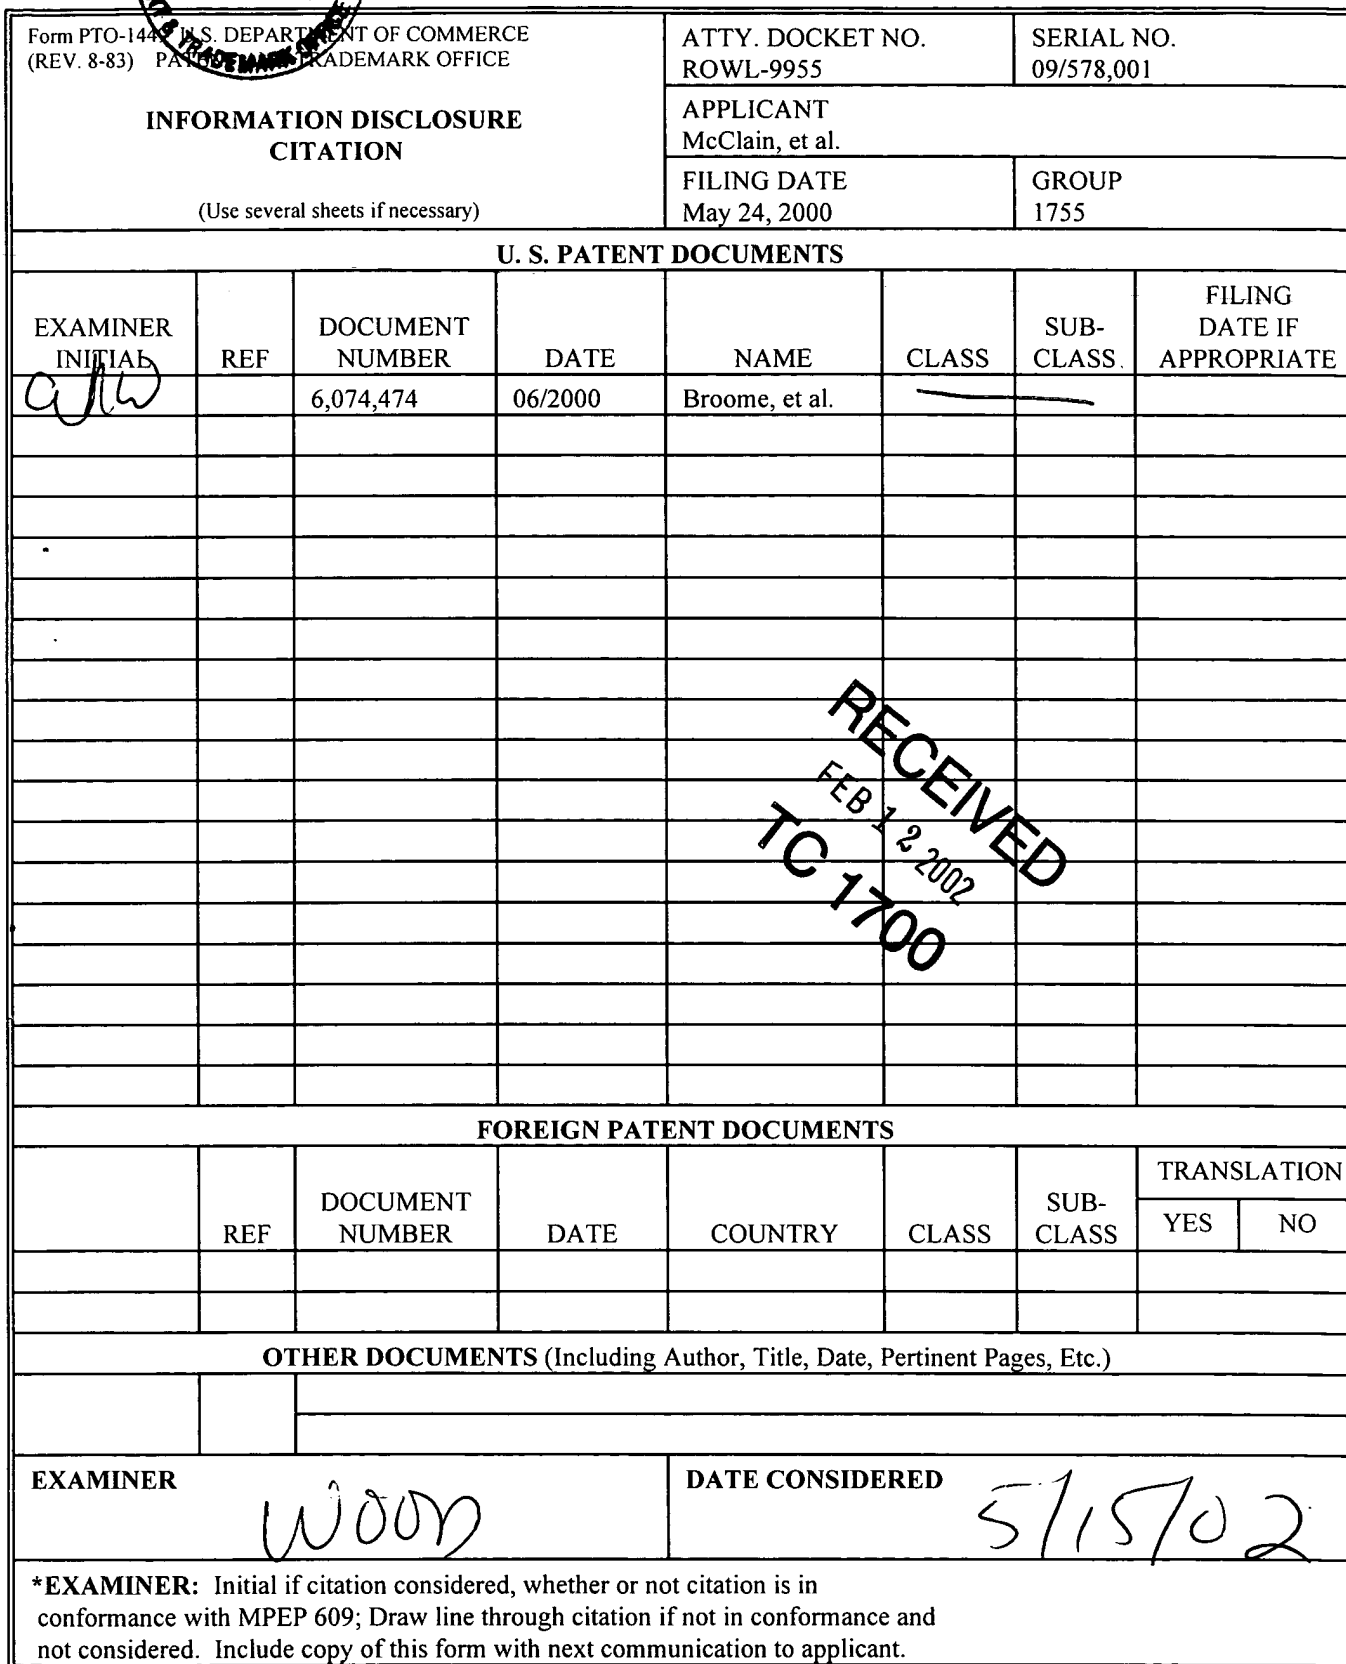 & TRADEMARK OFFICE
Form PTO-144 U.S. DEPARTMENT OF COMMERCE
(REV. 8-83) TRADEMARK OFFICE
INFORMATION DISCLOSURE
CITATION
(Use several sheets if necessary)
ATTY. DOCKET NO.
ROWL-9955
SERIAL NO.
09/578,001
APPLICANT
McClain, et al.
FILING DATE
May 24, 2000
GROUP
1755
U. S. PATENT DOCUMENTS
EXAMINER
INITIAL
REF
DOCUMENT
NUMBER
DATE
NAME
CLASS
SUB-
CLASS
FILING
DATE IF
APPROPRIATE
6,074,474
06/2000
Broome, et al.
RECEIVED
FEB 12 2002
TC 1700
FOREIGN PATENT DOCUMENTS
REF
DOCUMENT
NUMBER
DATE
COUNTRY
CLASS
SUB-
CLASS
TRANSLATION
YES
NO
OTHER DOCUMENTS (Including Author, Title, Date, Pertinent Pages, Etc.)
EXAMINER
WOOD
DATE CONSIDERED
5/15/02
*EXAMINER: Initial if citation considered, whether or not citation is in
conformance with MPEP 609; Draw line through citation if not in conformance and
not considered. Include copy of this form with next communication to applicant.